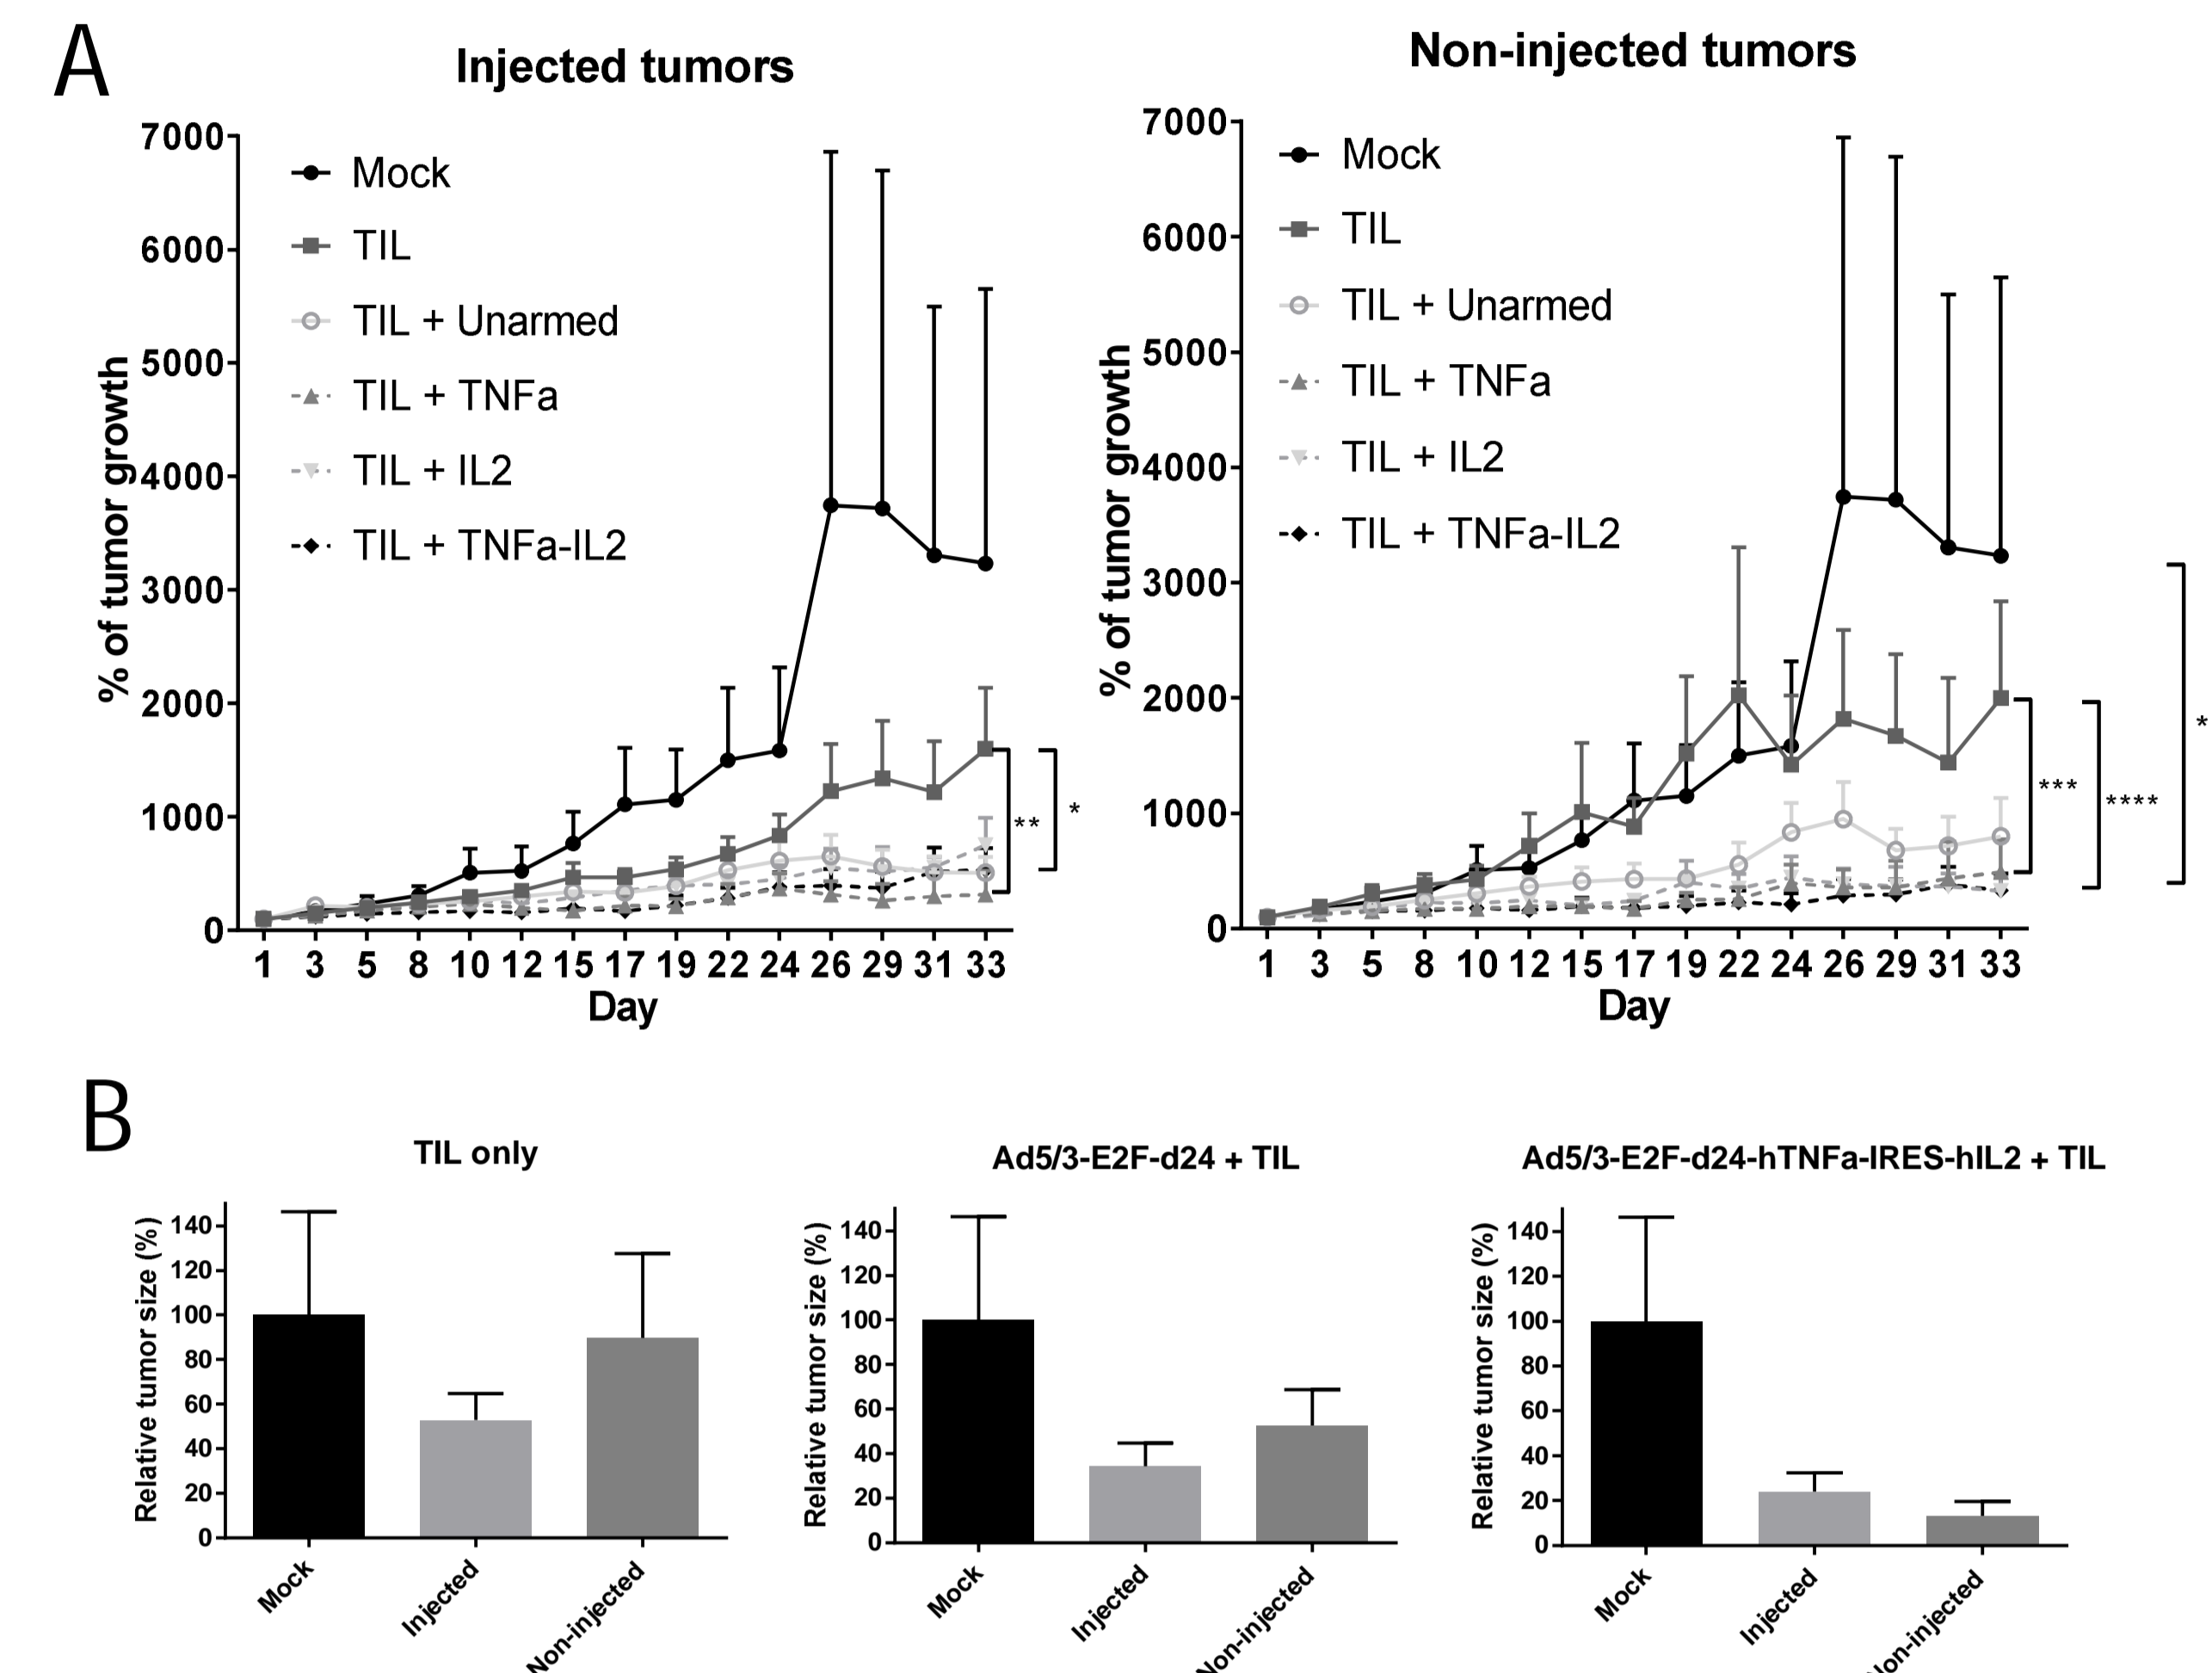 A
Injected tumors
% of tumor growth
7000
6000
5000
4000
3000
2000
1000
0
Mock
TIL
TIL + Unarmed
TIL + TNFa
TIL + IL2
TIL + TNFa-IL2
**
*
1 3 5 8 10 12 15 17 19 22 24 26 29 31 33
Day
Non-injected tumors
% of tumor growth
7000
6000
5000
4000
3000
2000
1000
0
Mock
TIL
TIL + Unarmed
TIL + TNFa
TIL + IL2
TIL + TNFa-IL2
***
****
*
1 3 5 8 10 12 15 17 19 22 24 26 29 31 33
Day
B
TIL only
Relative tumor size (%)
140
120
100
80
60
40
20
0
Mock
Injected
Non-injected
Ad5/3-E2F-d24 + TIL
Relative tumor size (%)
140
120
100
80
60
40
20
0
Mock
Injected
Non-injected
Ad5/3-E2F-d24-hTNFa-IRES-hIL2 + TIL
Relative tumor size (%)
140
120
100
80
60
40
20
0
Mock
Injected
Non-injected